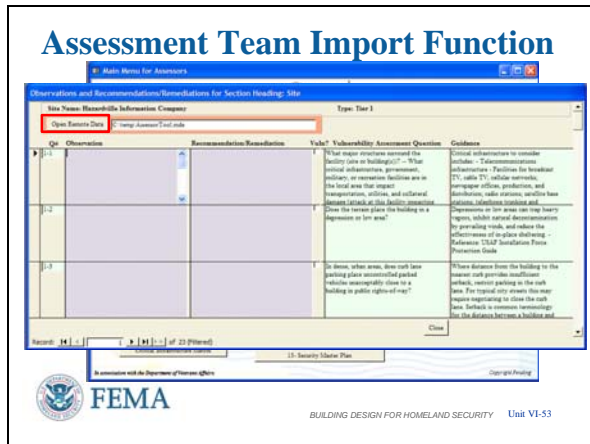 Assessment Team Import Function
Main Menu for Assessors
Observations and Recommendations/Remediations for Section Heading: Site
Site Name: Hazardville Information Company Type: Tier 1
Open Remote Data C:\temp\AssessorTool.mdb
Q# Observation Recommendation/Remediation Vuln? Vulnerability Assessment Question Guidance
1-1
What major structures surround the
facility (site or building(s))? -- What
critical infrastructure, government,
military, or recreation facilities are in
the local area that impact
transportation, utilities, and collateral
damage (attack at this facility impacting
Critical infrastructure to consider
includes: - Telecommunications
infrastructure - Facilities for broadcast
TV, cable TV; cellular networks;
newspaper offices, production, and
distribution; radio stations; satellite base
stations; telephone trunking and
1-2
Does the terrain place the building in a
depression or low area?
Depressions or low areas can trap heavy
vapors, inhibit natural decontamination
by prevailing winds, and reduce the
effectiveness of in-place sheltering. -
Reference: USAF Installation Force
Protection Guide
1-3
In dense, urban areas, does curb lane
parking place uncontrolled parked
vehicles unacceptably close to a
building in public rights-of-way?
Where distance from the building to the
nearest curb provides insufficient
setback, restrict parking in the curb
lane. For typical city streets this may
require negotiating to close the curb
lane. Setback is common terminology
for the distance between a building and
Close
Record: 1 of 23 (Filtered)
13- Security Master Plan
In association with the Department of Veterans Affairs
Copyright Pending
FEMA
BUILDING DESIGN FOR HOMELAND SECURITY Unit VI-53